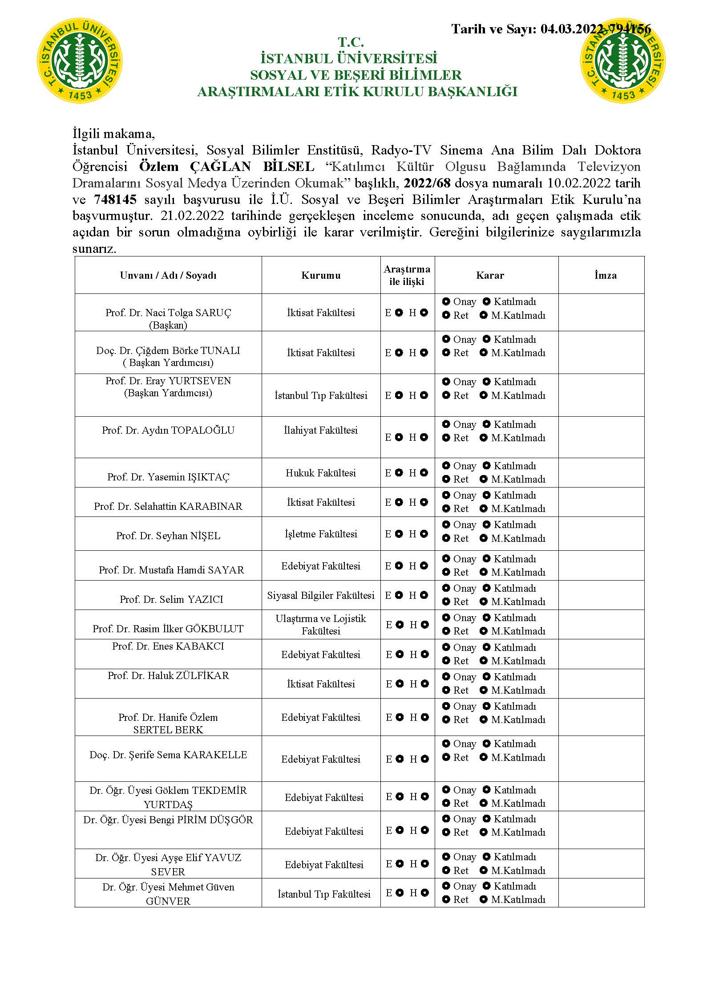 Tarih ve Sayı: 04.03.2022-794156
T.C. İSTANBUL ÜNİVERSİTESİ
★ 1453 ★
T.C. İSTANBUL ÜNİVERSİTESİ
★ 1453 ★
T.C.
İSTANBUL ÜNİVERSİTESİ
SOSYAL VE BEŞERİ BİLİMLER
ARAŞTIRMALARI ETİK KURULU BAŞKANLIĞI
İlgili makama,
İstanbul Üniversitesi, Sosyal Bilimler Enstitüsü, Radyo-TV Sinema Ana Bilim Dalı Doktora
Öğrencisi Özlem ÇAĞLAN BİLSEL “Katılımcı Kültür Olgusu Bağlamında Televizyon
Dramalarını Sosyal Medya Üzerinden Okumak” başlıklı, 2022/68 dosya numaralı 10.02.2022 tarih
ve 748145 sayılı başvurusu ile İ.Ü. Sosyal ve Beşeri Bilimler Araştırmaları Etik Kurulu’na
başvurmuştur. 21.02.2022 tarihinde gerçekleşen inceleme sonucunda, adı geçen çalışmada etik
açıdan bir sorun olmadığına oybirliği ile karar verilmiştir. Gereğini bilgilerinize saygılarımızla
sunarız.
Unvanı / Adı / Soyadı Kurumu Araştırma ile ilişki Karar İmza
Prof. Dr. Naci Tolga SARUÇ
(Başkan)
İktisat Fakültesi
E H
Onay Katılmadı
Ret M.Katılmadı
Doç. Dr. Çiğdem Börke TUNALI
( Başkan Yardımcısı)
İktisat Fakültesi
E H
Onay Katılmadı
Ret M.Katılmadı
Prof. Dr. Eray YURTSEVEN
(Başkan Yardımcısı)
İstanbul Tıp Fakültesi
E H
Onay Katılmadı
Ret M.Katılmadı
Prof. Dr. Aydın TOPALOĞLU
İlahiyat Fakültesi
E H
Onay Katılmadı
Ret M.Katılmadı
Prof. Dr. Yasemin IŞIKTAÇ
Hukuk Fakültesi
E H
Onay Katılmadı
Ret M.Katılmadı
Prof. Dr. Selahattin KARABINAR
İktisat Fakültesi
E H
Onay Katılmadı
Ret M.Katılmadı
Prof. Dr. Seyhan NİŞEL
İşletme Fakültesi
E H
Onay Katılmadı
Ret M.Katılmadı
Prof. Dr. Mustafa Hamdi SAYAR
Edebiyat Fakültesi
E H
Onay Katılmadı
Ret M.Katılmadı
Prof. Dr. Selim YAZICI
Siyasal Bilgiler Fakültesi
E H
Onay Katılmadı
Ret M.Katılmadı
Prof. Dr. Rasim İlker GÖKBULUT
Ulaştırma ve Lojistik
Fakültesi
E H
Onay Katılmadı
Ret M.Katılmadı
Prof. Dr. Enes KABAKCI
Edebiyat Fakültesi
E H
Onay Katılmadı
Ret M.Katılmadı
Prof. Dr. Haluk ZÜLFİKAR
İktisat Fakültesi
E H
Onay Katılmadı
Ret M.Katılmadı
Prof. Dr. Hanife Özlem
SERTEL BERK
Edebiyat Fakültesi
E H
Onay Katılmadı
Ret M.Katılmadı
Doç. Dr. Şerife Sema KARAKELLE
Edebiyat Fakültesi
E H
Onay Katılmadı
Ret M.Katılmadı
Dr. Öğr. Üyesi Göklem TEKDEMİR
YURTDAŞ
Edebiyat Fakültesi
E H
Onay Katılmadı
Ret M.Katılmadı
Dr. Öğr. Üyesi Bengi PİRİM DÜŞGÖR
Edebiyat Fakültesi
E H
Onay Katılmadı
Ret M.Katılmadı
Dr. Öğr. Üyesi Ayşe Elif YAVUZ
SEVER
Edebiyat Fakültesi
E H
Onay Katılmadı
Ret M.Katılmadı
Dr. Öğr. Üyesi Mehmet Güven
GÜNVER
İstanbul Tıp Fakültesi
E H
Onay Katılmadı
Ret M.Katılmadı